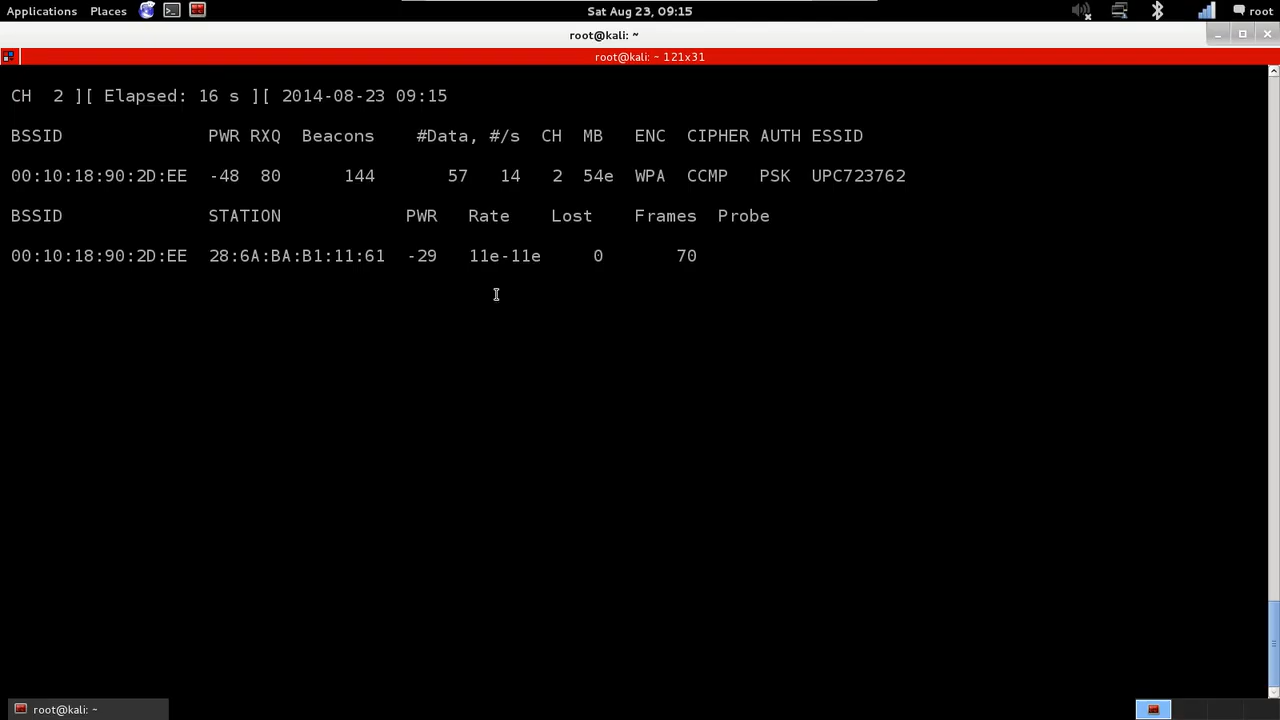 Applications Places Sat Aug 23, 09:15 root
root@kali: ~
root@kali: ~ 121x31
CH 2 ][ Elapsed: 16 s ][ 2014-08-23 09:15
BSSID PWR RXQ Beacons #Data, #/s CH MB ENC CIPHER AUTH ESSID
00:10:18:90:2D:EE -48 80 144 57 14 2 54e WPA CCMP PSK UPC723762
BSSID STATION PWR Rate Lost Frames Probe
00:10:18:90:2D:EE 28:6A:BA:B1:11:61 -29 11e-11e 0 70
root@kali: ~